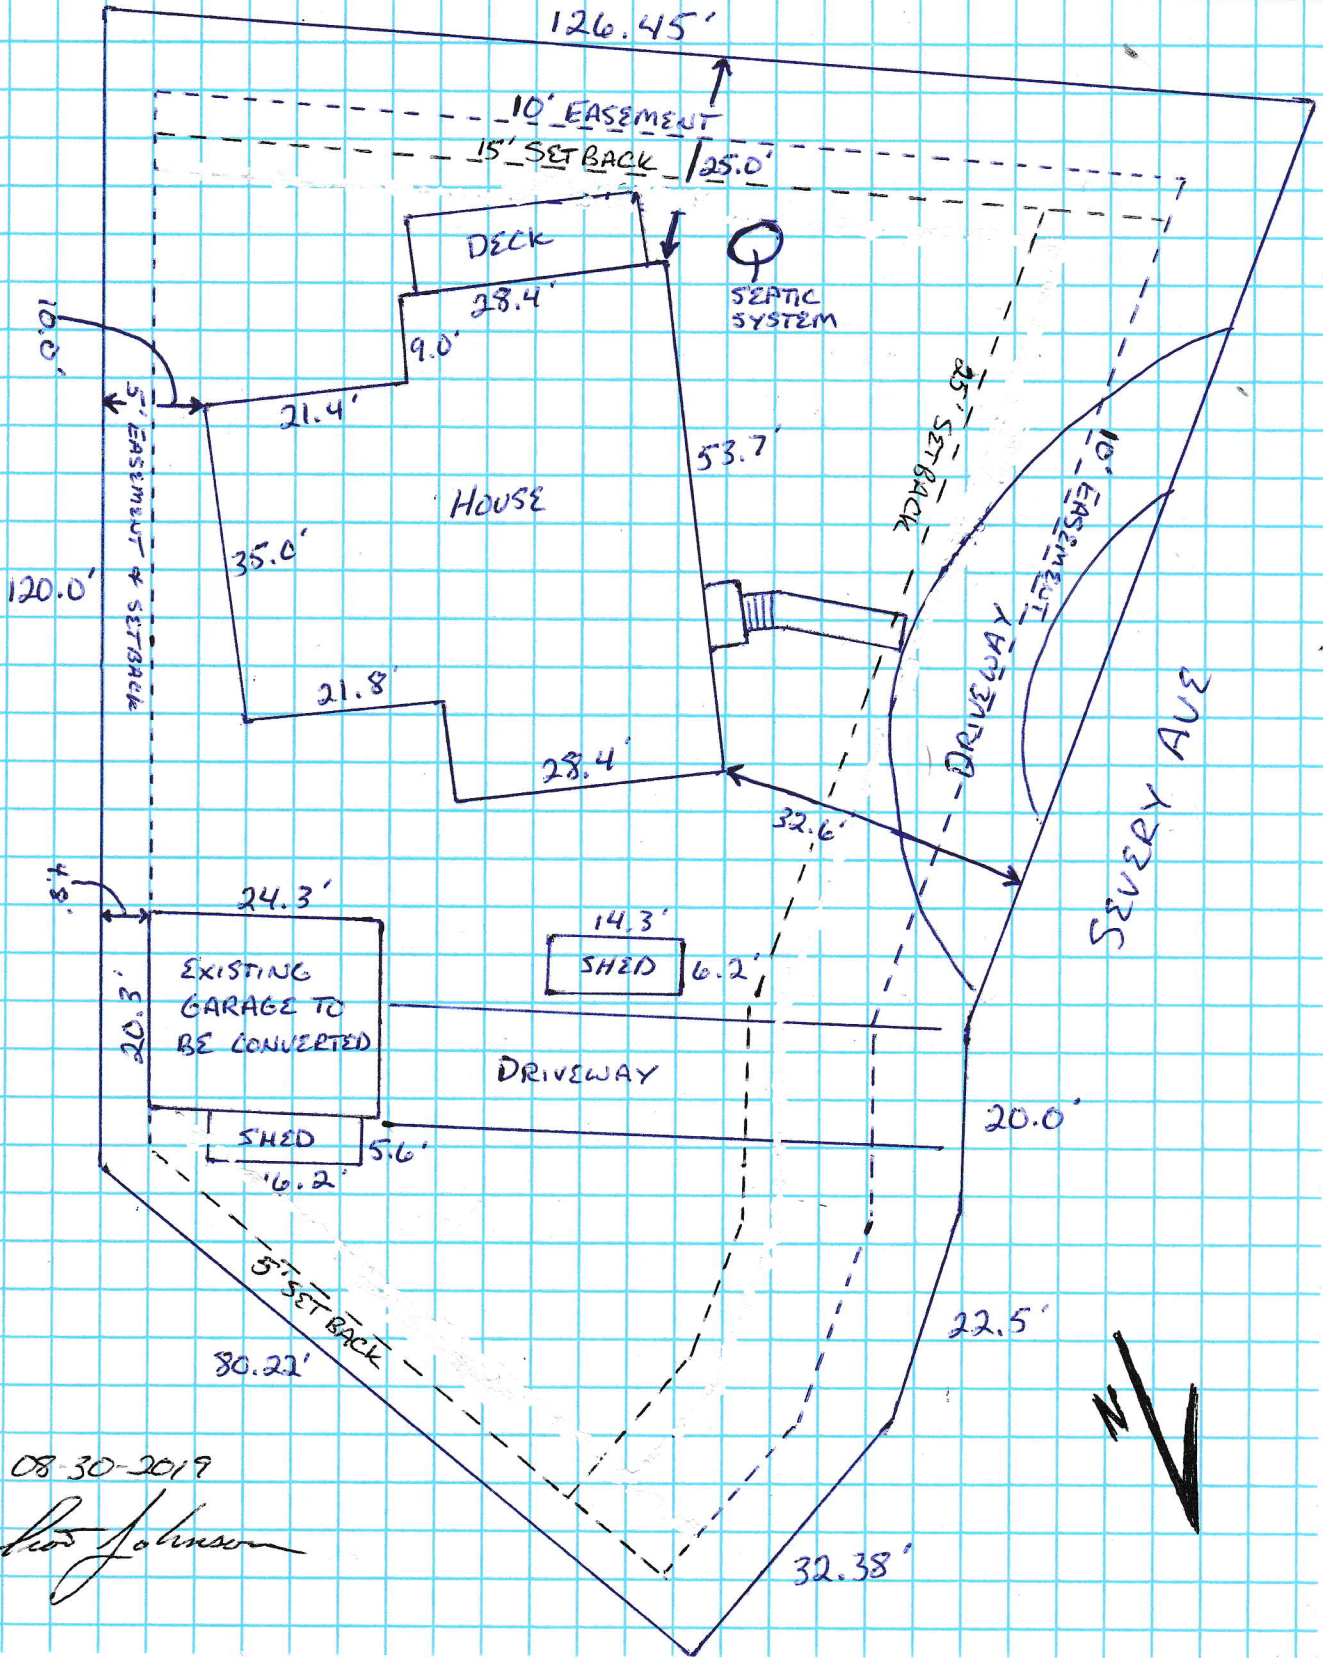 126.45'
10' EASEMENT
15' SETBACK
25.0'
DECK
28.4'
SEPTIC
SYSTEM
10.0'
9.0'
21.4'
5' EASEMENT & SETBACK
25' SETBACK
10' EASEMENT
53.7'
HOUSE
35.0'
120.0'
DRIVEWAY
SEVERY AVE
21.8'
28.4'
32.6'
4.8'
24.3'
14.3'
SHED
6.2'
EXISTING
GARAGE TO
BE CONVERTED
20.3'
DRIVEWAY
20.0'
SHED
5.6'
16.2'
5' SETBACK
22.5'
80.22'
N
08-30-2019
Johnson
32.38'